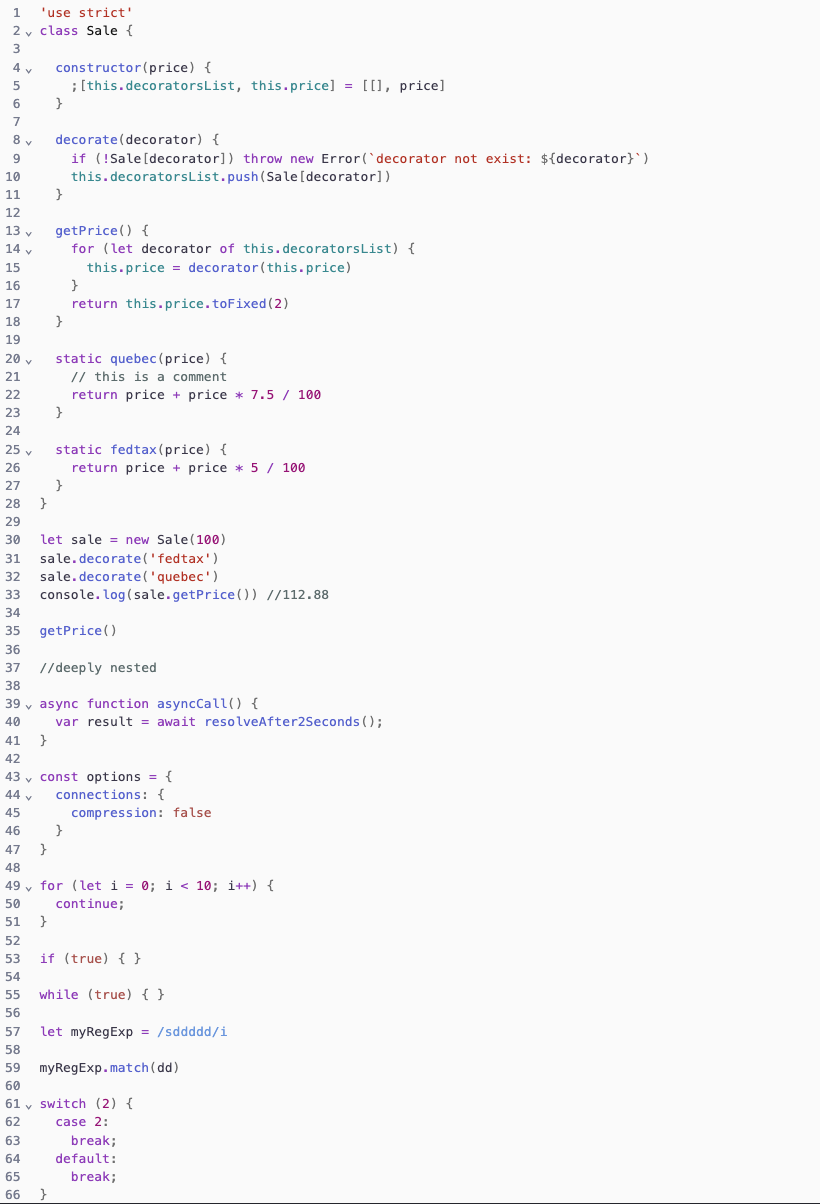 1 'use strict'
2 class Sale {
3
4 constructor(price) {
5 ;[this.decoratorsList, this.price] = [[], price]
6 }
7
8 decorate(decorator) {
9 if (!Sale[decorator]) throw new Error(`decorator not exist: ${decorator}`)
10 this.decoratorsList.push(Sale[decorator])
11 }
12
13 getPrice() {
14 for (let decorator of this.decoratorsList) {
15 this.price = decorator(this.price)
16 }
17 return this.price.toFixed(2)
18 }
19
20 static quebec(price) {
21 // this is a comment
22 return price + price * 7.5 / 100
23 }
24
25 static fedtax(price) {
26 return price + price * 5 / 100
27 }
28 }
29
30 let sale = new Sale(100)
31 sale.decorate('fedtax')
32 sale.decorate('quebec')
33 console.log(sale.getPrice()) //112.88
34
35 getPrice()
36
37 //deeply nested
38
39 async function asyncCall() {
40 var result = await resolveAfter2Seconds();
41 }
42
43 const options = {
44 connections: {
45 compression: false
46 }
47 }
48
49 for (let i = 0; i < 10; i++) {
50 continue;
51 }
52
53 if (true) { }
54
55 while (true) { }
56
57 let myRegExp = /sddddd/i
58
59 myRegExp.match(dd)
60
61 switch (2) {
62 case 2:
63 break;
64 default:
65 break;
66 }